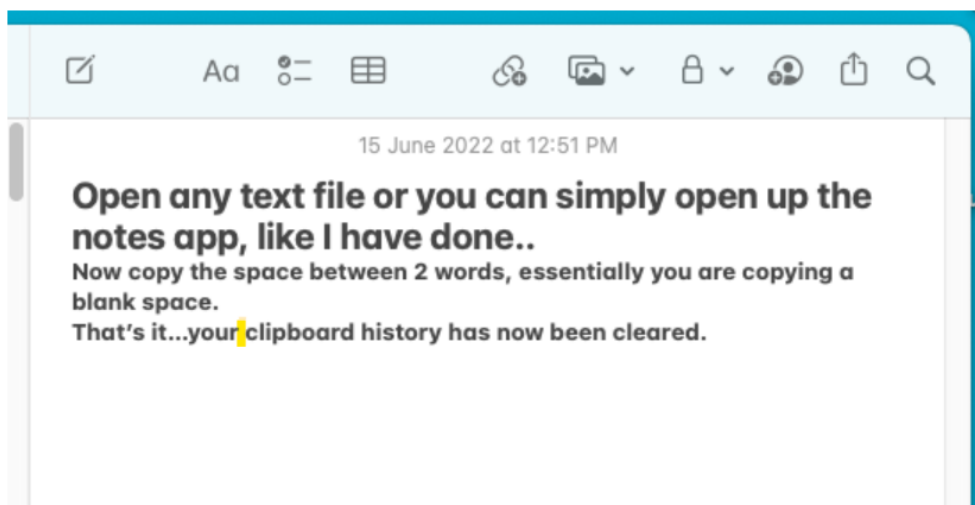 Aa
15 June 2022 at 12:51 PM
Open any text file or you can simply open up the
notes app, like I have done..
Now copy the space between 2 words, essentially you are copying a
blank space.
That's it...your clipboard history has now been cleared.